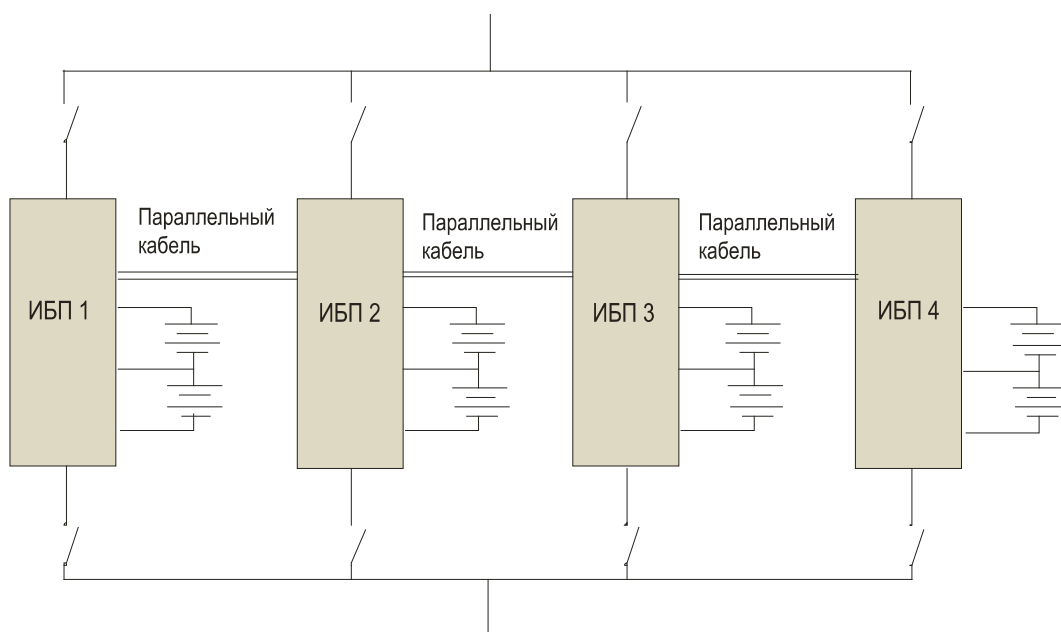 Параллельный
кабель
Параллельный
кабель
Параллельный
кабель
ИБП 1
ИБП 2
ИБП 3
ИБП 4